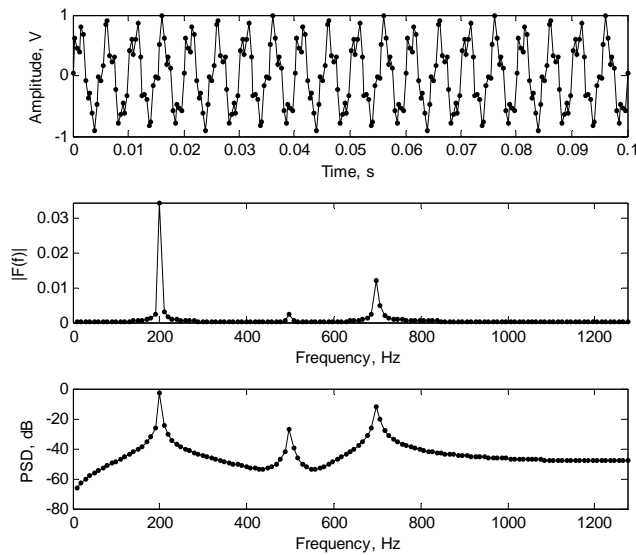 1
0
-1
Amplitude, V
0 0.01 0.02 0.03 0.04 0.05 0.06 0.07 0.08 0.09 0.1
Time, s
0.03
0.02
0.01
0
|F(f)|
0 200 400 600 800 1000 1200
Frequency, Hz
0
-20
-40
-60
-80
PSD, dB
0 200 400 600 800 1000 1200
Frequency, Hz